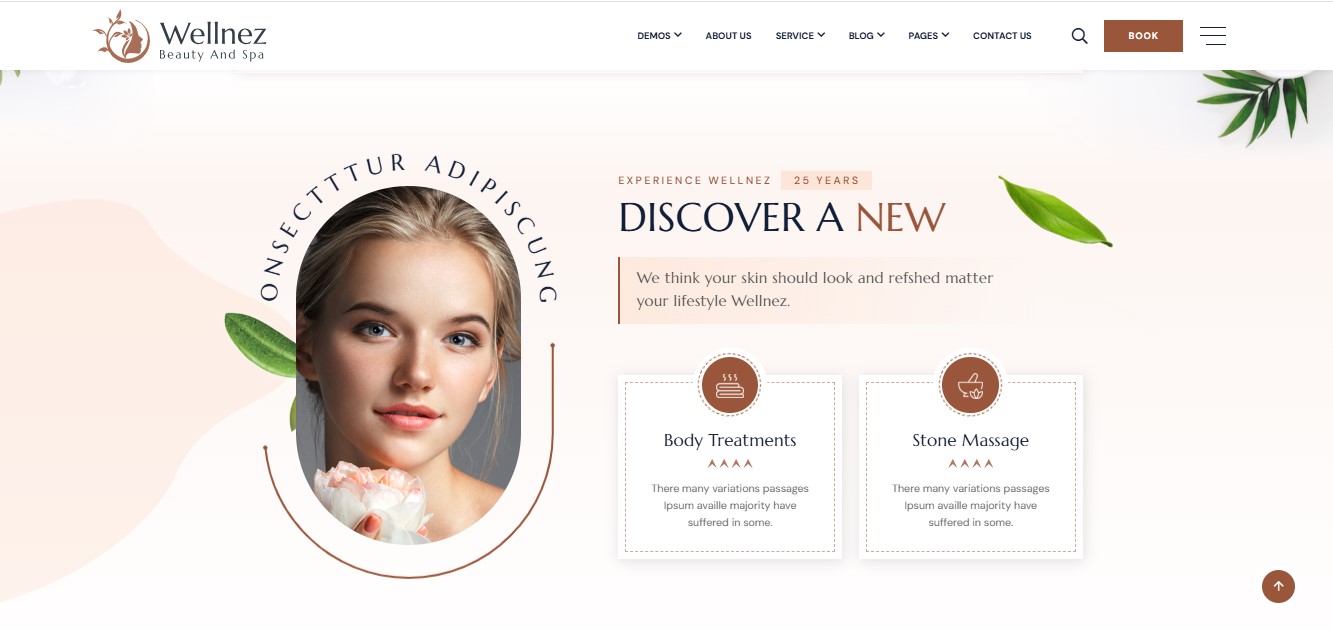 Wellnez
Beauty And Spa
DEMOS ABOUT US SERVICE BLOG PAGES CONTACT US BOOK
ONSECTTTUR ADIPISCUNG
EXPERIENCE WELLNEZ 25 YEARS
DISCOVER A NEW
We think your skin should look and refshed matter
your lifestyle Wellnez.
Body Treatments
There many variations passages
Ipsum availle majority have
suffered in some.
Stone Massage
There many variations passages
Ipsum availle majority have
suffered in some.